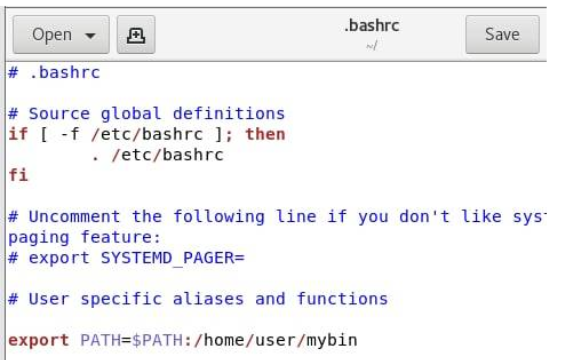 Open
.bashrc
~/
Save
# .bashrc
# Source global definitions
if [ -f /etc/bashrc ]; then
. /etc/bashrc
fi
# Uncomment the following line if you don't like
paging feature:
# export SYSTEMD_PAGER=
# User specific aliases and functions
export PATH=$PATH:/home/user/mybin